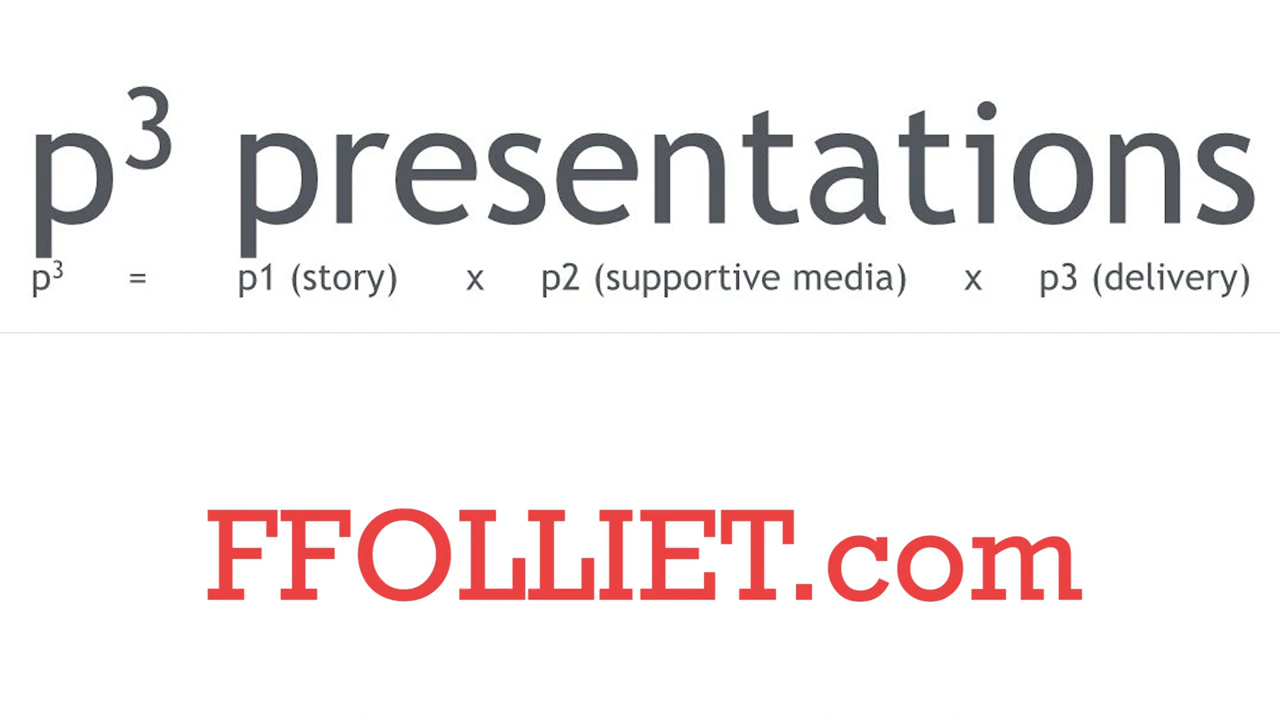 p³ presentations
p³ = p1 (story) x p2 (supportive media) x p3 (delivery)
FFOLLIET.com